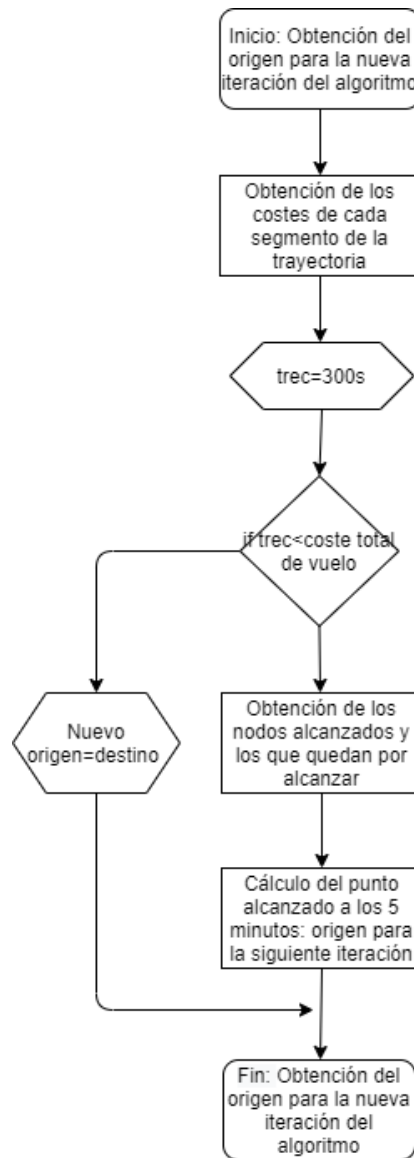 Inicio: Obtención del
origen para la nueva
iteración del algoritmo
Obtención de los
costes de cada
segmento de la
trayectoria
trec=300s
if trec<coste total
de vuelo
Nuevo
origen=destino
Obtención de los
nodos alcanzados y
los que quedan por
alcanzar
Cálculo del punto
alcanzado a los 5
minutos: origen para
la siguiente iteración
Fin: Obtención del
origen para la nueva
iteración del
algoritmo